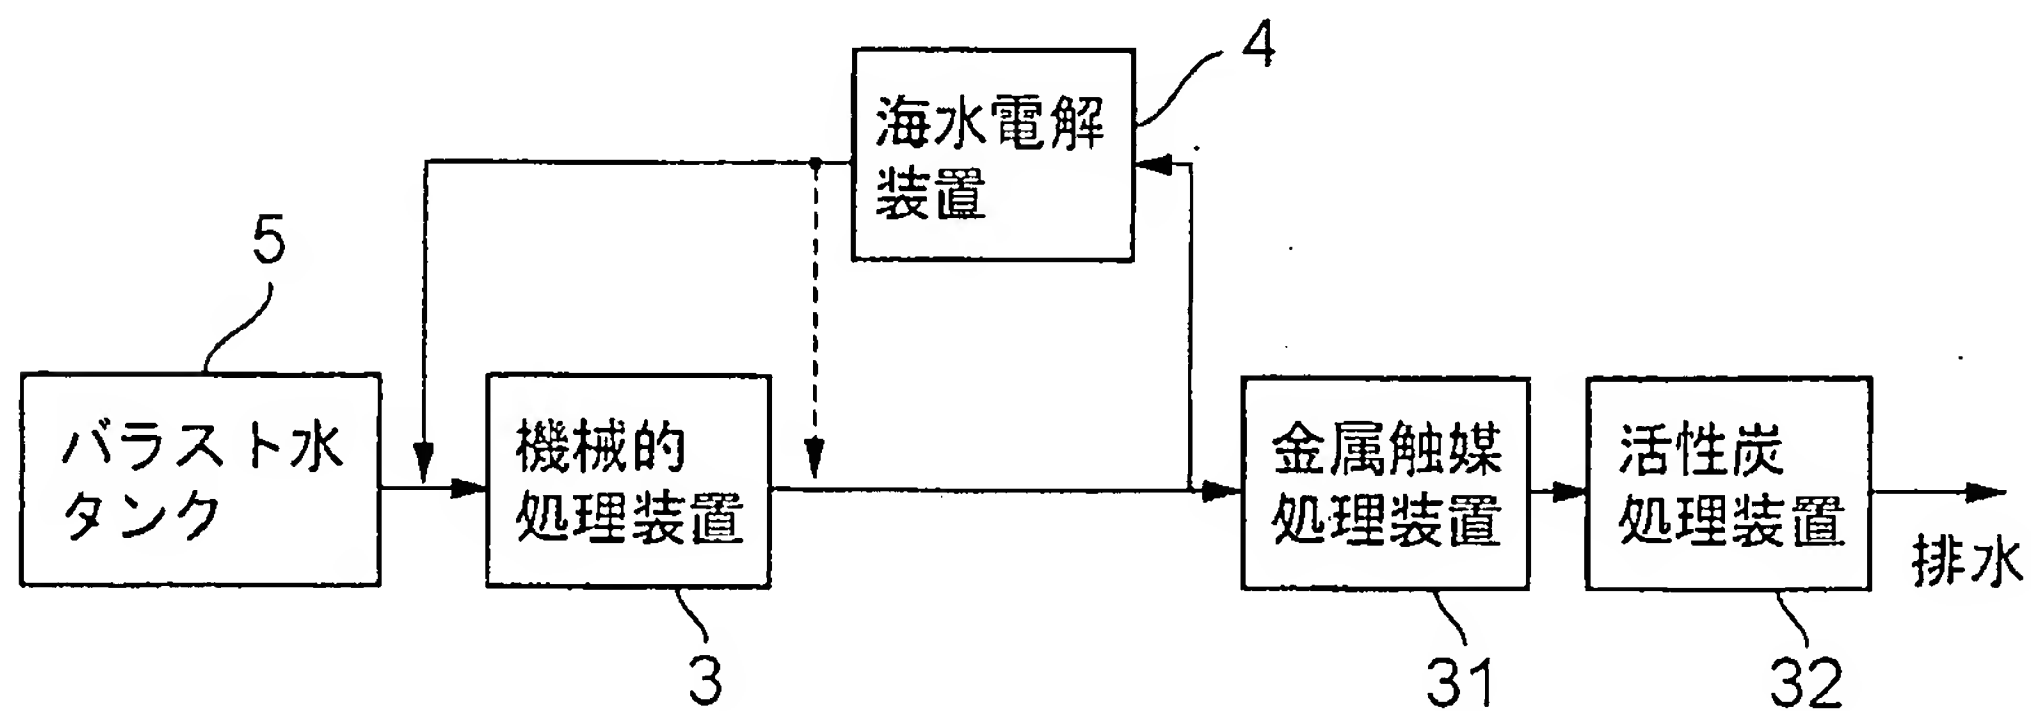 4
海水電解
装置
5
バラスト水
タンク
機械的
処理装置
金属触媒
処理装置
活性炭
処理装置
排水
3
31
32